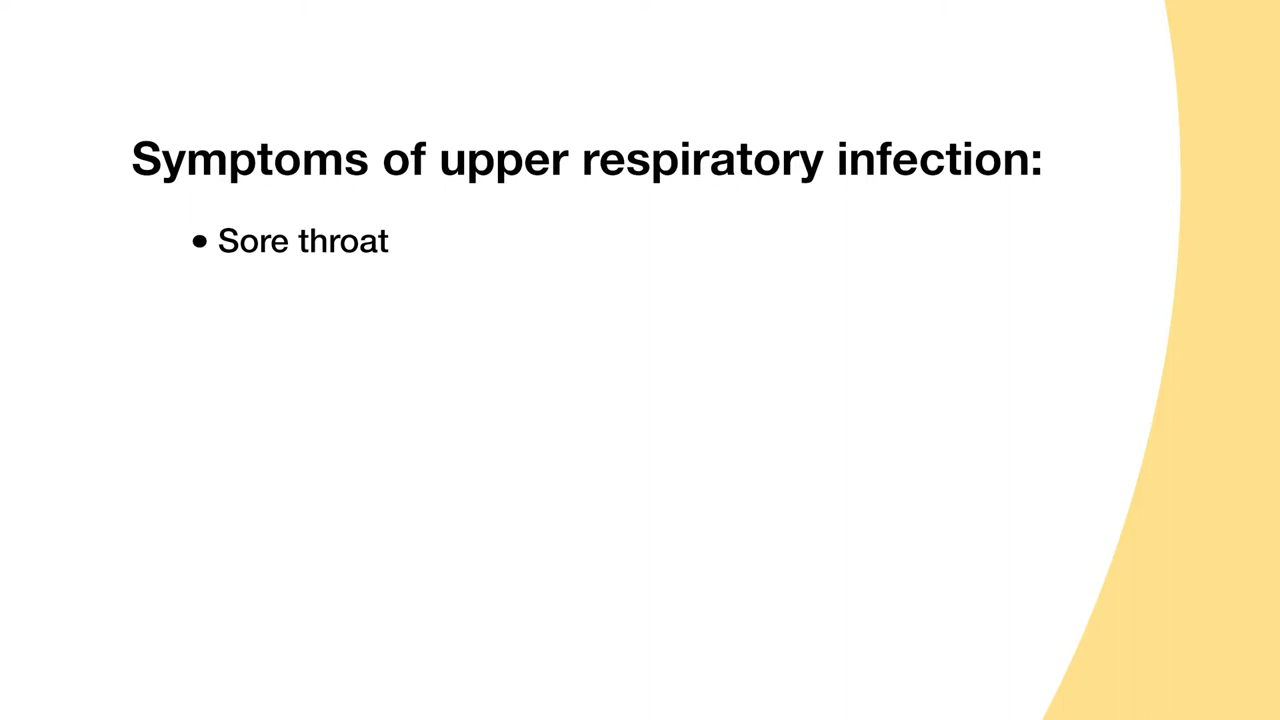 Symptoms of upper respiratory infection:
• Sore throat